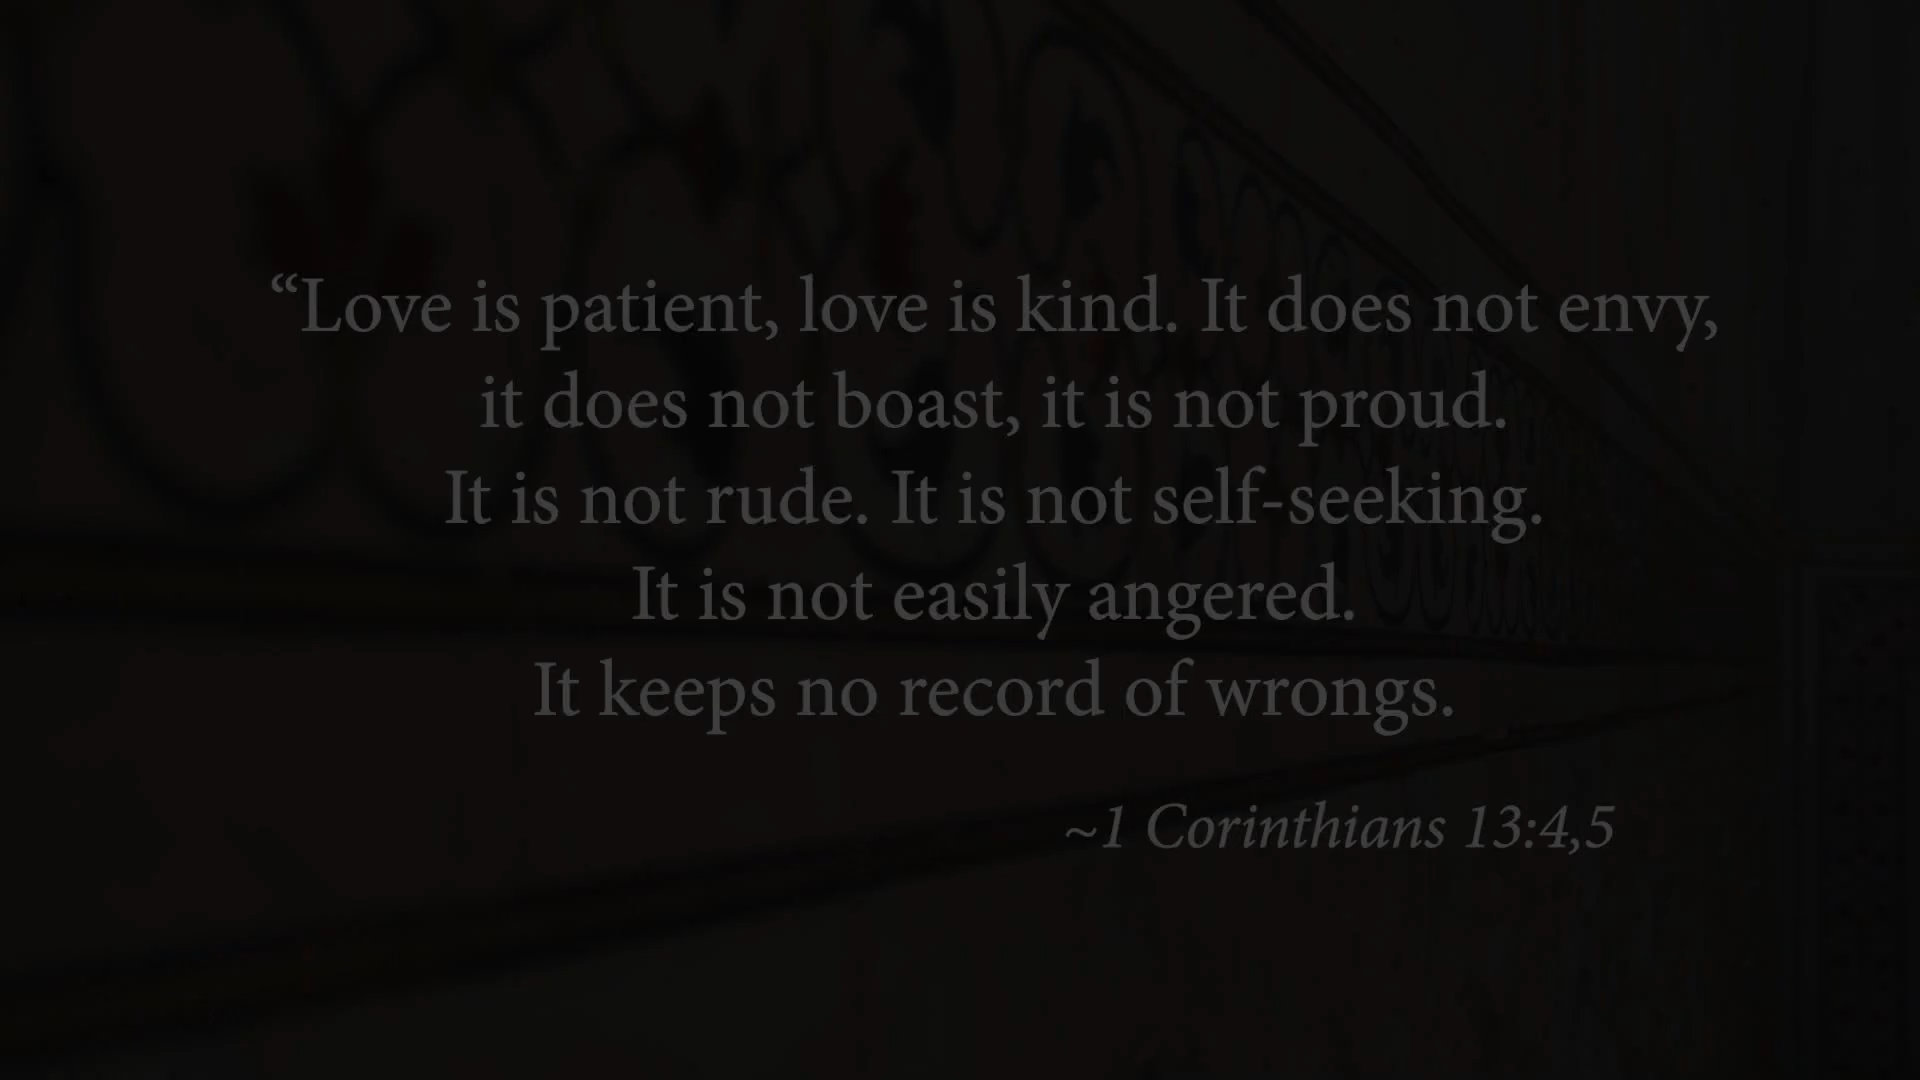 “Love is patient, love is kind. It does not envy,
it does not boast, it is not proud.
It is not rude. It is not self-seeking.
It is not easily angered.
It keeps no record of wrongs.
~1 Corinthians 13:4,5